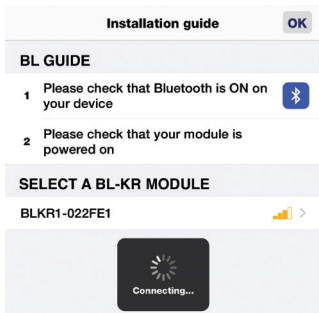 Installation guide OK
BL GUIDE
1 Please check that Bluetooth is ON on
your device
2 Please check that your module is
powered on
SELECT A BL-KR MODULE
BLKR1-022FE1
Connecting...